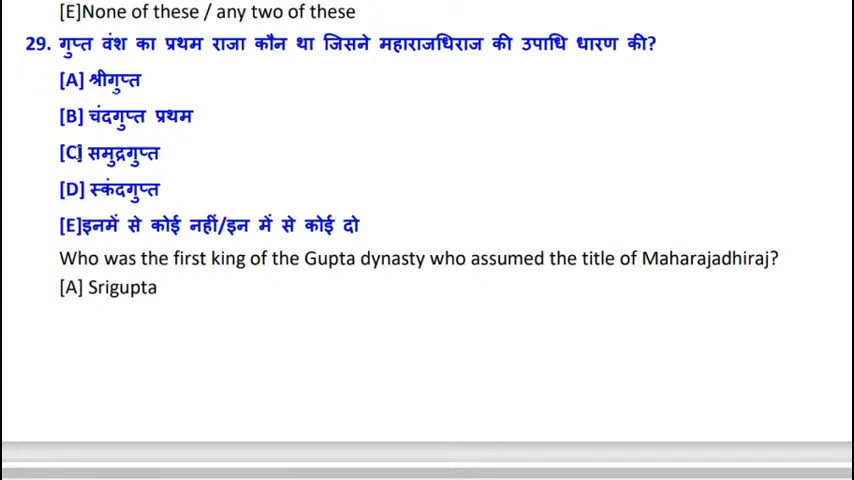 [E]None of these / any two of these
29. गुप्त वंश का प्रथम राजा कौन था जिसने महाराजधिराज की उपाधि धारण की?
[A] श्रीगुप्त
[B] चंदगुप्त प्रथम
[C] समुद्रगुप्त
[D] स्कंदगुप्त
[E]इनमें से कोई नहीं/इन में से कोई दो
Who was the first king of the Gupta dynasty who assumed the title of Maharajadhiraj?
[A] Srigupta